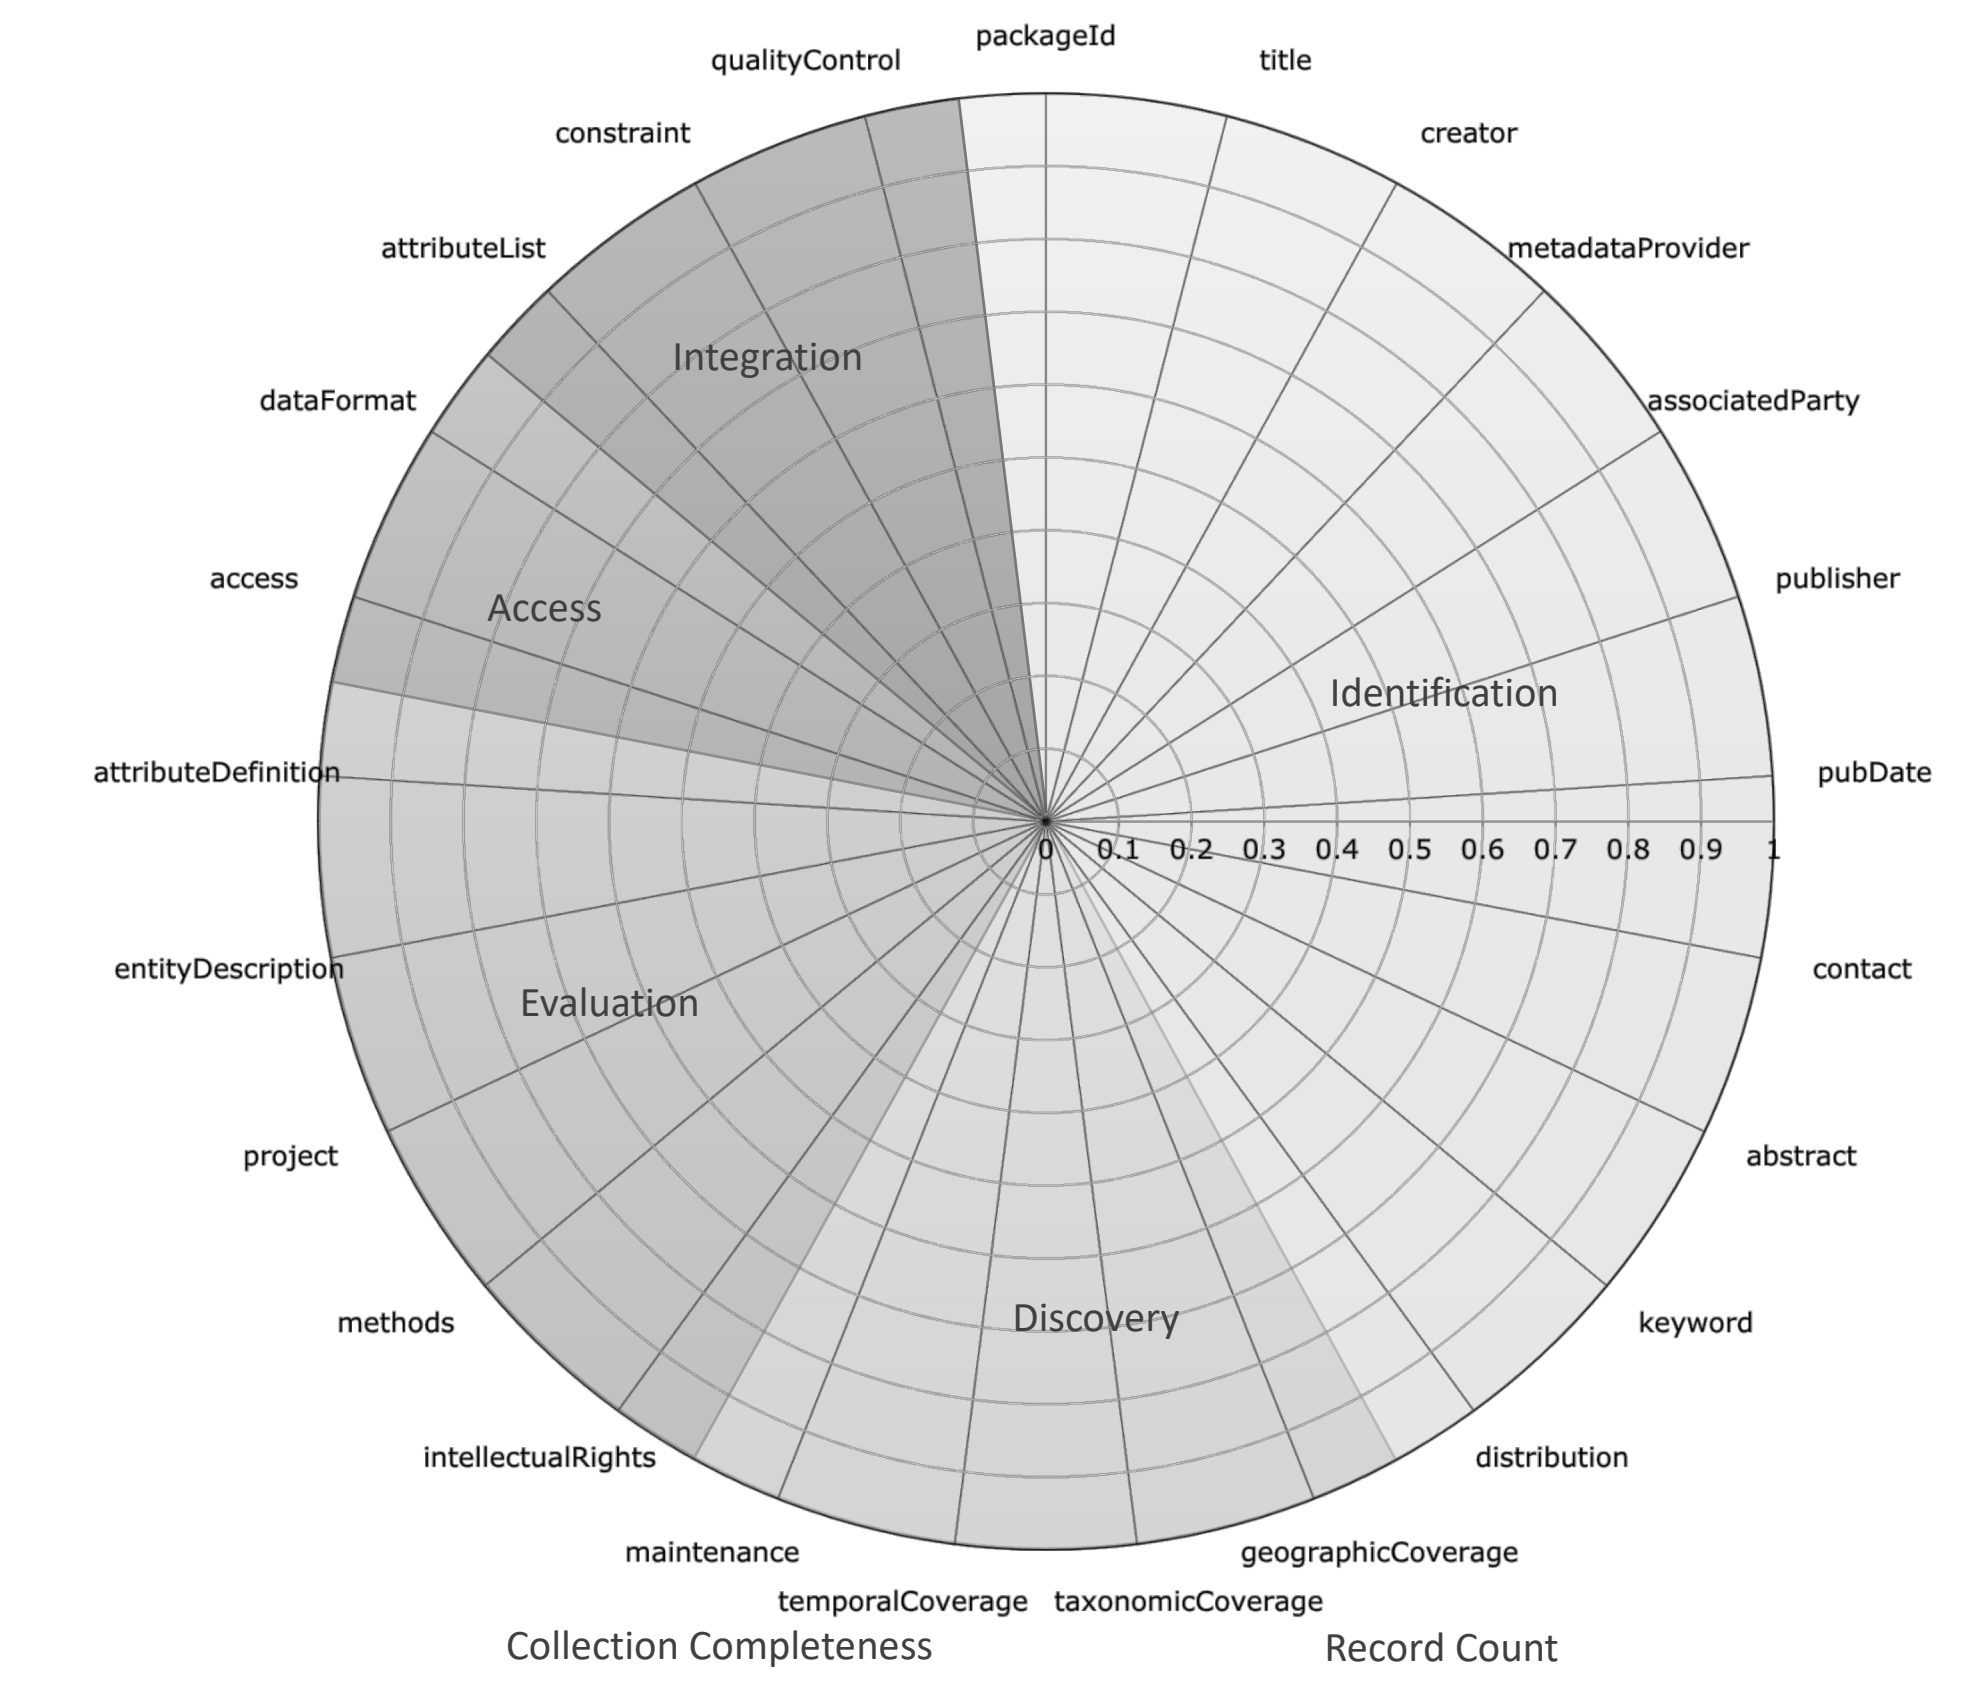 packageId
qualityControl
title
constraint
creator
attributeList
metadataProvider
Integration
dataFormat
associatedParty
access
publisher
Access
Identification
attributeDefinition
pubDate
0 0.1 0.2 0.3 0.4 0.5 0.6 0.7 0.8 0.9 1
entityDescription
contact
Evaluation
project
abstract
methods
keyword
Discovery
intellectualRights
distribution
maintenance
geographicCoverage
temporalCoverage
taxonomicCoverage
Collection Completeness
Record Count